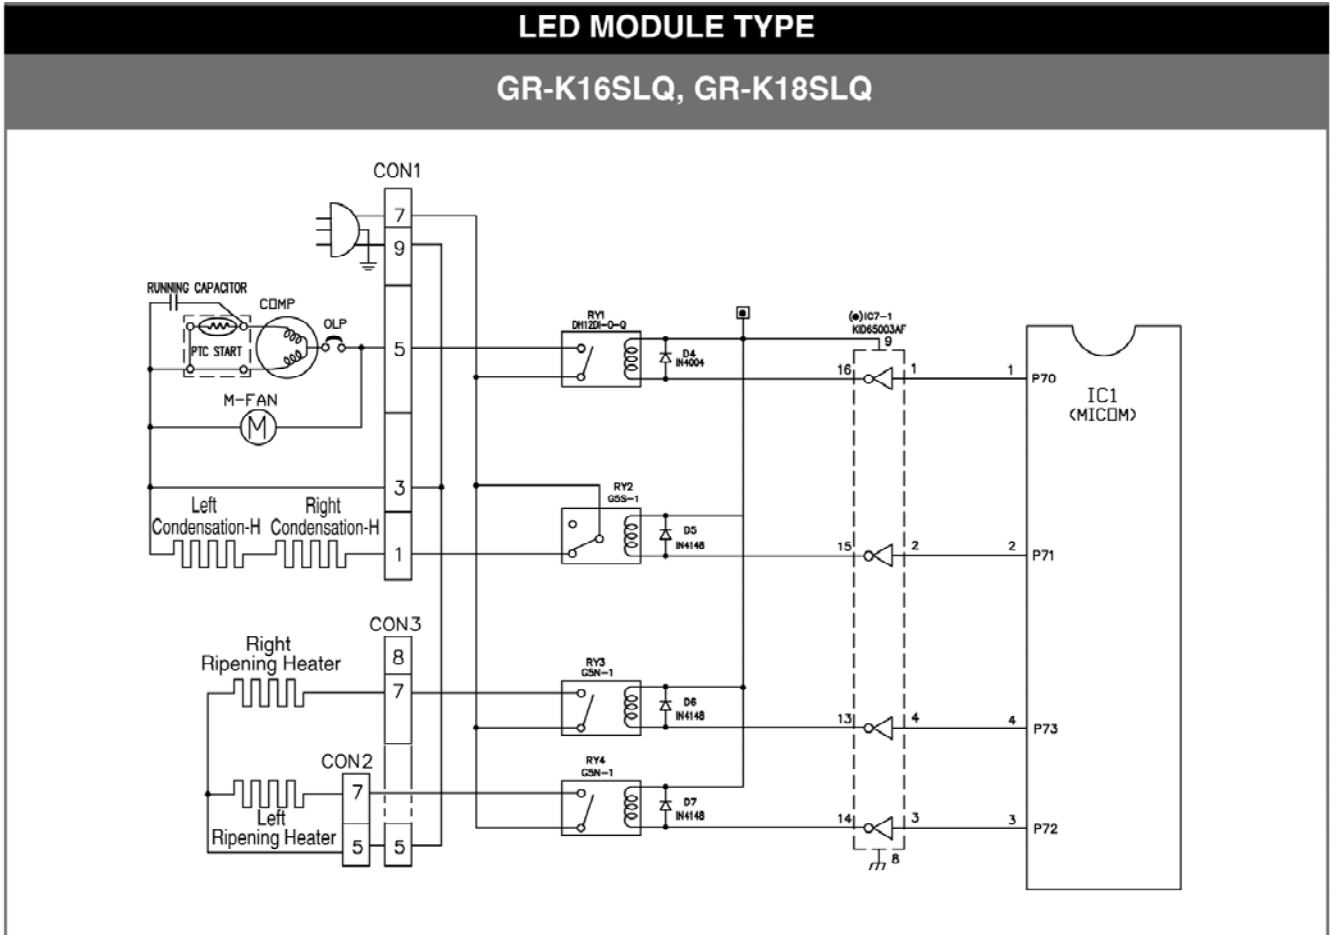 LED MODULE TYPE
GR-K16SLQ, GR-K18SLQ
CON1
7
9
RUNNING CAPACITOR
COMP
OLP
PTC START
5
M-FAN
M
3
Left
Condensation-H
Right
Condensation-H
1
RY1
DH12D1-O-Q
D4
IN4004
(●)IC7-1
KID65003AF
9
16
1
1
P70
IC1
(MICOM)
RY2
G5S-1
D5
IN4148
15
2
2
P71
CON3
8
Right
Ripening Heater
7
RY3
G5N-1
D6
IN4148
13
4
4
P73
CON2
7
Left
Ripening Heater
5
5
RY4
G5N-1
D7
IN4148
14
3
3
P72
8